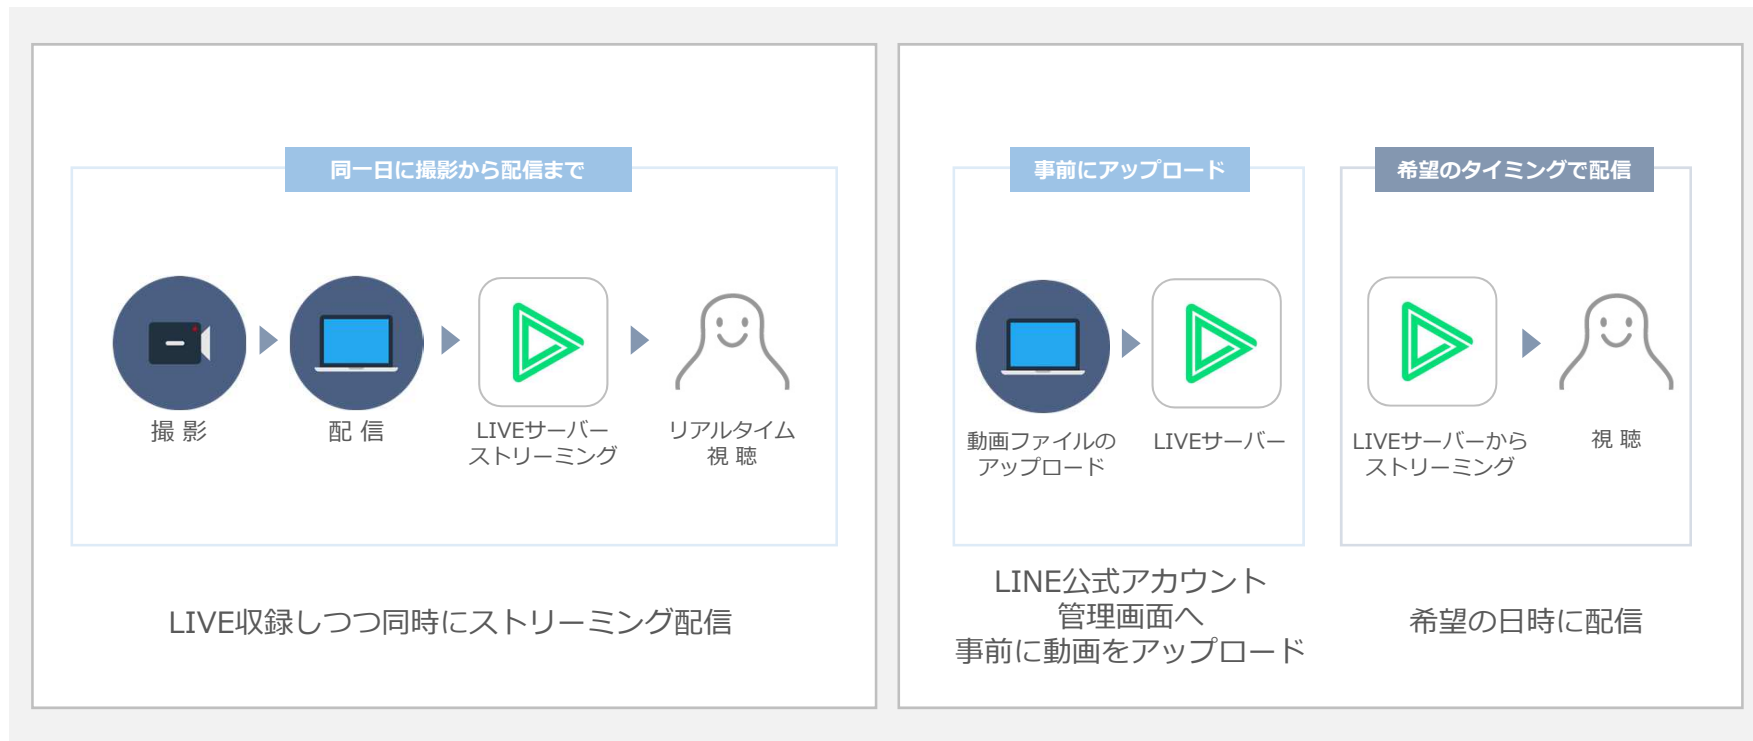 同一日に撮影から配信まで
撮 影
配 信
LIVEサーバー
ストリーミング
リアルタイム
視 聴
LIVE収録しつつ同時にストリーミング配信
事前にアップロード
動画ファイルの
アップロード
LIVEサーバー
LINE公式アカウント
管理画面へ
事前に動画をアップロード
希望のタイミングで配信
LIVEサーバーから
ストリーミング
視 聴
希望の日時に配信